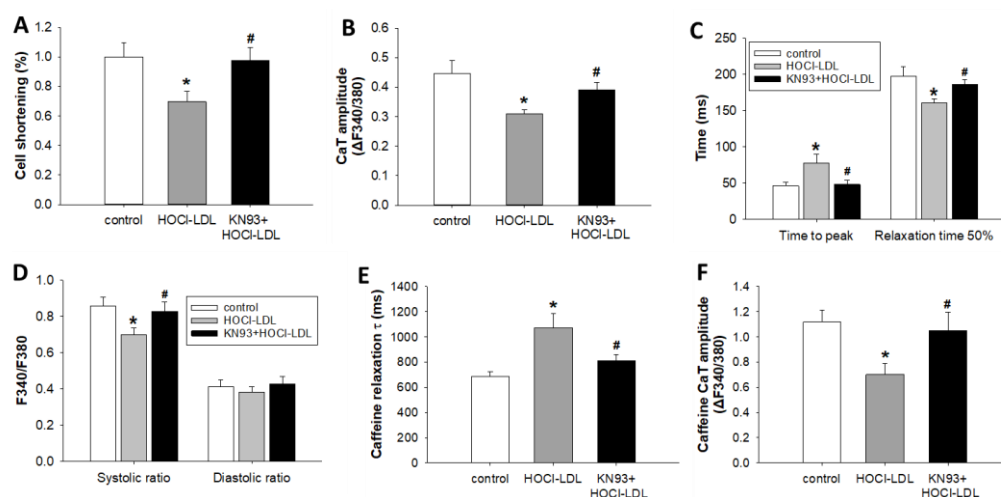 A
Cell shortening (%)
1.2
1.0
0.8
0.6
0.4
0.2
0.0
#
*
control
HOCl-LDL
KN93+
HOCl-LDL
B
CaT amplitude
(ΔF340/380)
0.6
0.5
0.4
0.3
0.2
0.1
0.0
#
*
control
HOCl-LDL
KN93+
HOCl-LDL
C
Time (ms)
250
200
150
100
50
0
control
HOCl-LDL
KN93+HOCl-LDL
*
#
*
#
Time to peak
Relaxation time 50%
D
F340/F380
1.0
0.8
0.6
0.4
0.2
0.0
*
#
control
HOCl-LDL
KN93+HOCl-LDL
Systolic ratio
Diastolic ratio
E
Caffeine relaxation τ (ms)
1400
1200
1000
800
600
400
200
0
*
#
control
HOCl-LDL
KN93+
HOCl-LDL
F
Caffeine CaT amplitude
(ΔF340/380)
1.4
1.2
1.0
0.8
0.6
0.4
0.2
0.0
#
*
control
HOCl-LDL
KN93+
HOCl-LDL